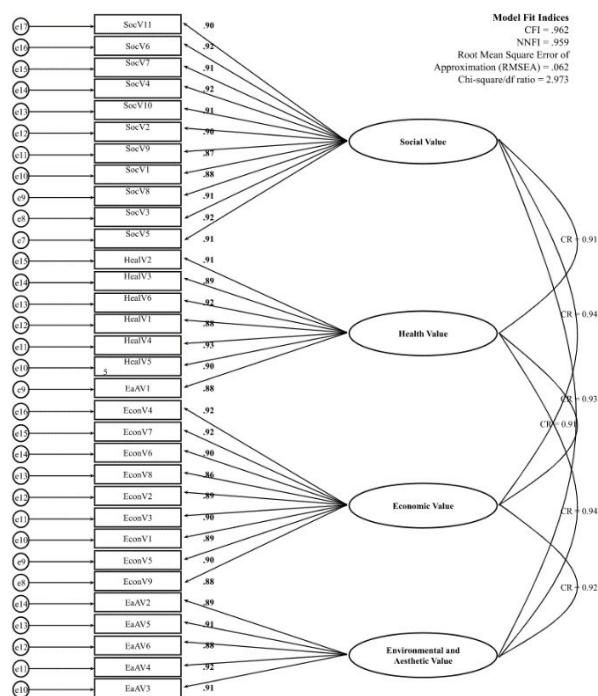 Model Fit Indices
CFI = .962
NNFI = .959
Root Mean Square Error of
Approximation (RMSEA) = .062
Chi-square/df ratio = 2.973
e17 SocV11 .90
e16 SocV6 .92
e15 SocV7 .91
e14 SocV4 .92
e13 SocV10 .91
e12 SocV2 .90
e11 SocV9 .87
e10 SocV1 .88
e9 SocV8 .91
e8 SocV3 .92
e7 SocV5 .91
Social Value
e15 HealV2 .91
e14 HealV3 .89
e13 HealV6 .92
e12 HealV1 .88
e11 HealV4 .93
e10 HealV5 .90
5
e9 EaAV1 .88
Health Value
e16 EconV4 .92
e15 EconV7 .92
e14 EconV6 .90
e13 EconV8 .86
e12 EconV2 .89
e11 EconV3 .90
e10 EconV1 .89
e9 EconV5 .90
e8 EconV9 .88
Economic Value
e14 EaAV2 .89
e13 EaAV5 .91
e12 EaAV6 .88
e11 EaAV4 .92
e10 EaAV3 .91
Environmental and
Aesthetic Value
CR = 0.91
CR = 0.94
CR = 0.93
CR = 0.91
CR = 0.94
CR = 0.92